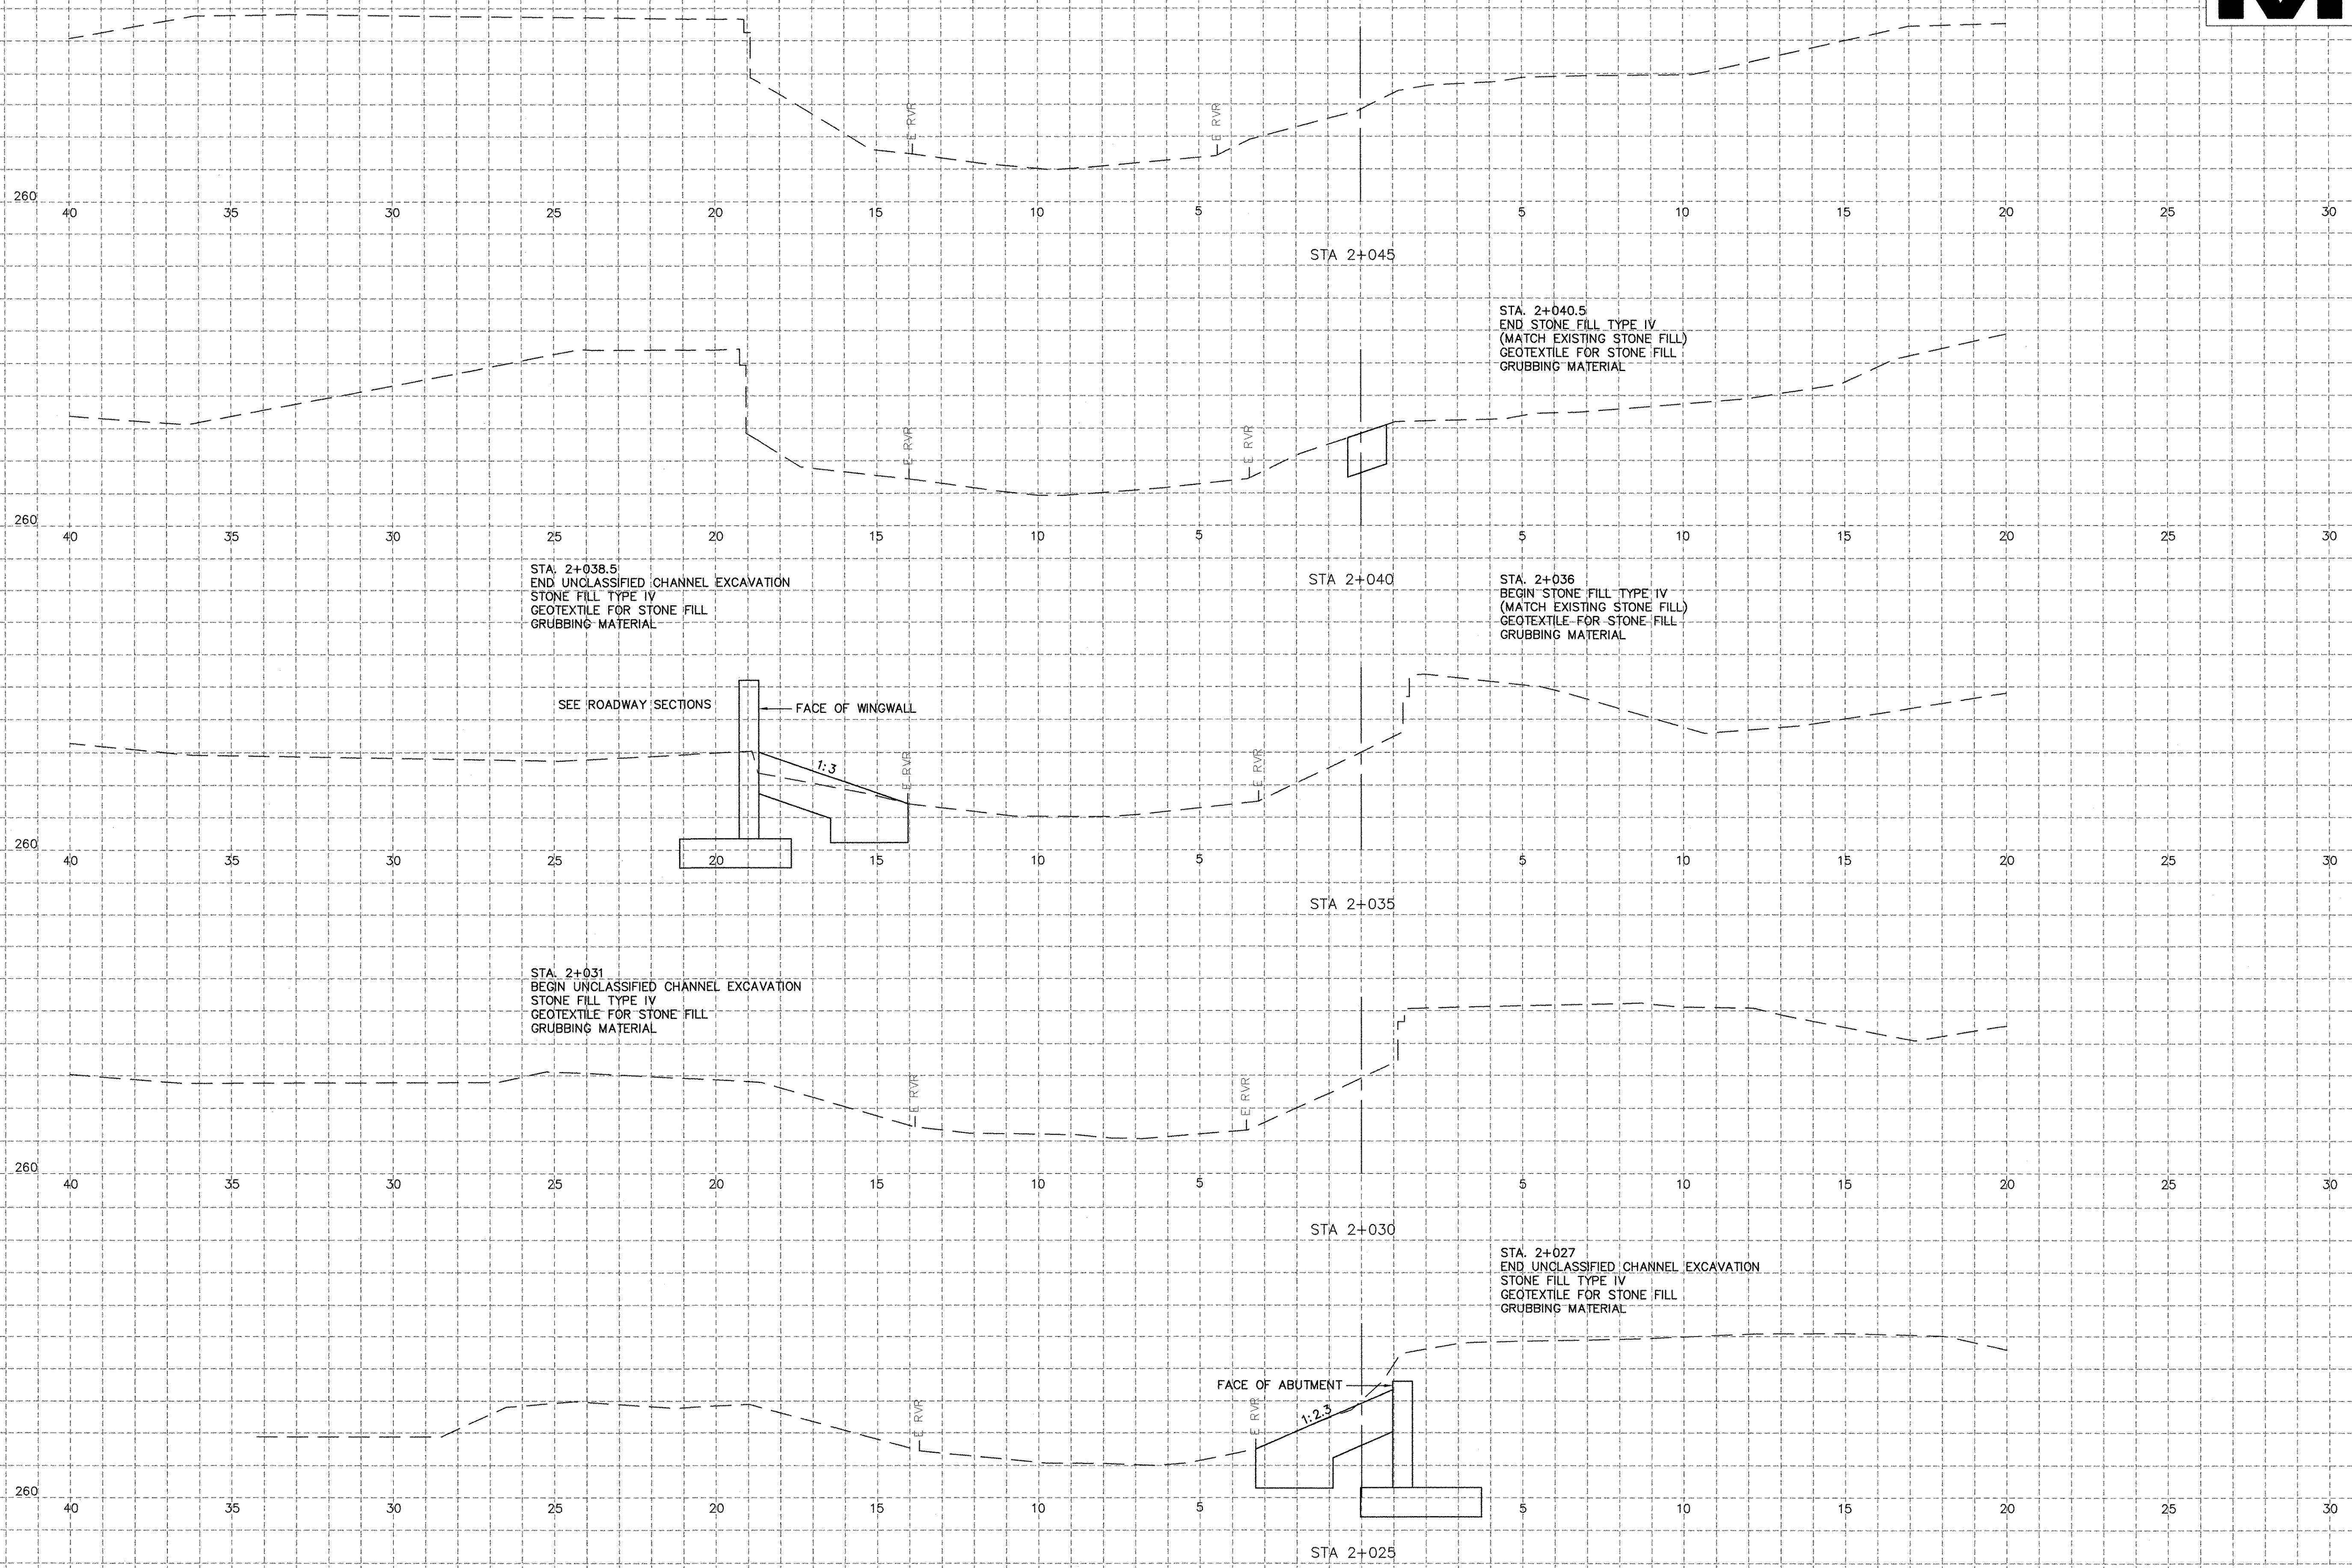 E RVR
E RVR
260
40 35 30 25 20 15 10 5 5 10 15 20 25 30
STA 2+045
STA. 2+040.5
END STONE FILL TYPE IV
(MATCH EXISTING STONE FILL)
GEOTEXTILE FOR STONE FILL
GRUBBING MATERIAL
E RVR
E RVR
260
40 35 30 25 20 15 10 5 5 10 15 20 25 30
STA 2+040
STA. 2+038.5
END UNCLASSIFIED CHANNEL EXCAVATION
STONE FILL TYPE IV
GEOTEXTILE FOR STONE FILL
GRUBBING MATERIAL
STA. 2+036
BEGIN STONE FILL TYPE IV
(MATCH EXISTING STONE FILL)
GEOTEXTILE FOR STONE FILL
GRUBBING MATERIAL
SEE ROADWAY SECTIONS
FACE OF WINGWALL
1:3
E RVR
E RVR
260
40 35 30 25 20 15 10 5 5 10 15 20 25 30
STA 2+035
STA. 2+031
BEGIN UNCLASSIFIED CHANNEL EXCAVATION
STONE FILL TYPE IV
GEOTEXTILE FOR STONE FILL
GRUBBING MATERIAL
E RVR
E RVR
260
40 35 30 25 20 15 10 5 5 10 15 20 25 30
STA 2+030
STA. 2+027
END UNCLASSIFIED CHANNEL EXCAVATION
STONE FILL TYPE IV
GEOTEXTILE FOR STONE FILL
GRUBBING MATERIAL
FACE OF ABUTMENT
1:2.3
E RVR
E RVR
260
40 35 30 25 20 15 10 5 5 10 15 20 25 30
STA 2+025